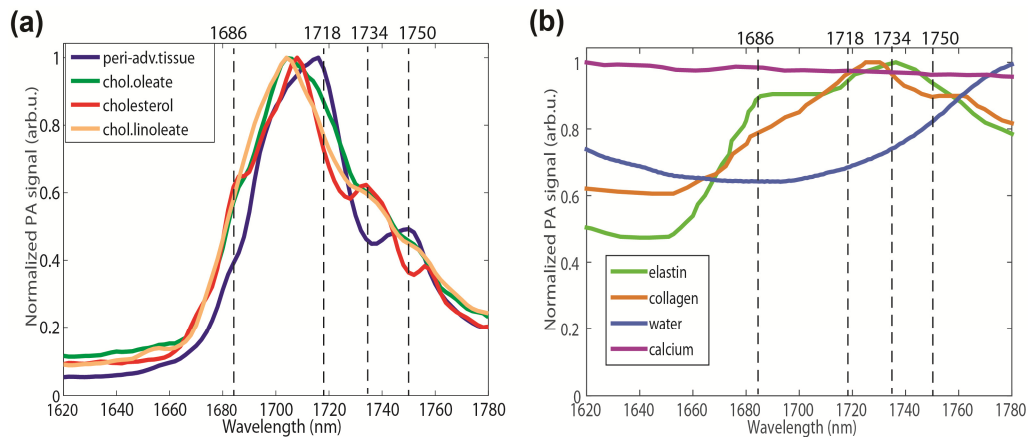 (a)
1686 1718 1734 1750
Normalized PA signal (arb.u.)
1
0.8
0.6
0.4
0.2
0
peri-adv.tissue
chol.oleate
cholesterol
chol.linoleate
1620 1640 1660 1680 1700 1720 1740 1760 1780
Wavelength (nm)
(b)
1686 1718 1734 1750
Normalized PA signal (arb.u.)
1
0.8
0.6
0.4
0.2
0
elastin
collagen
water
calcium
1620 1640 1660 1680 1700 1720 1740 1760 1780
Wavelength (nm)